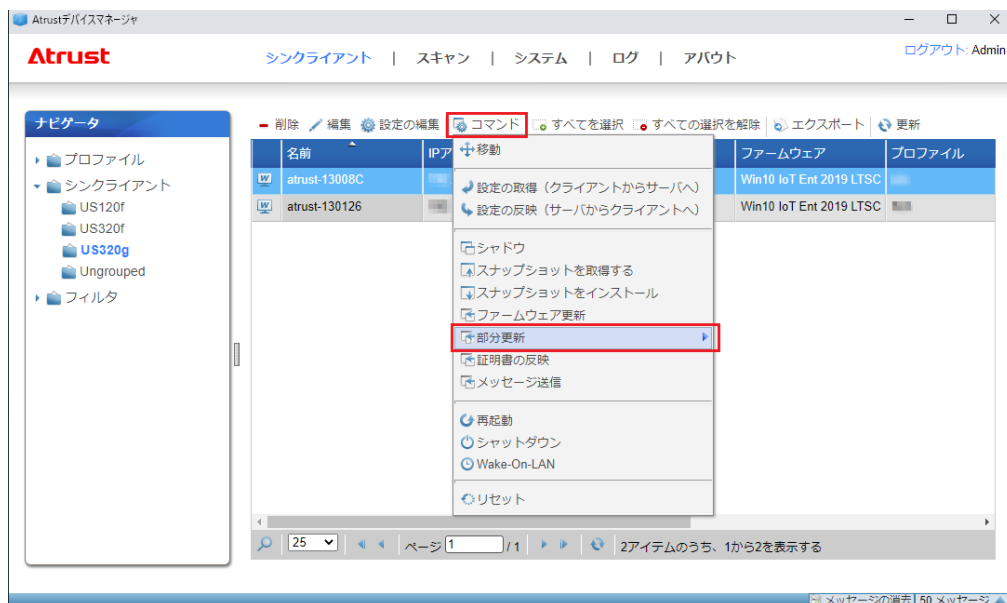 Atrustデバイスマネージャ
Atrust
シンクライアント | スキャン | システム | ログ | アバウト
ログアウト: Admin
ナビゲータ
プロファイル
シンクライアント
US120f
US320f
US320g
Ungrouped
フィルタ
削除 編集 設定の編集 コマンド すべてを選択 すべての選択を解除 エクスポート 更新
名前 IPア ファームウェア プロファイル
atrust-13008C Win10 IoT Ent 2019 LTSC
atrust-130126 Win10 IoT Ent 2019 LTSC
移動
設定の取得（クライアントからサーバへ）
設定の反映（サーバからクライアントへ）
シャドウ
スナップショットを取得する
スナップショットをインストール
ファームウェア更新
部分更新
証明書の反映
メッセージ送信
再起動
シャットダウン
Wake-On-LAN
リセット
25 ページ 1 / 1 2アイテムのうち、1から2を表示する
メッセージの消去 50 メッセージ